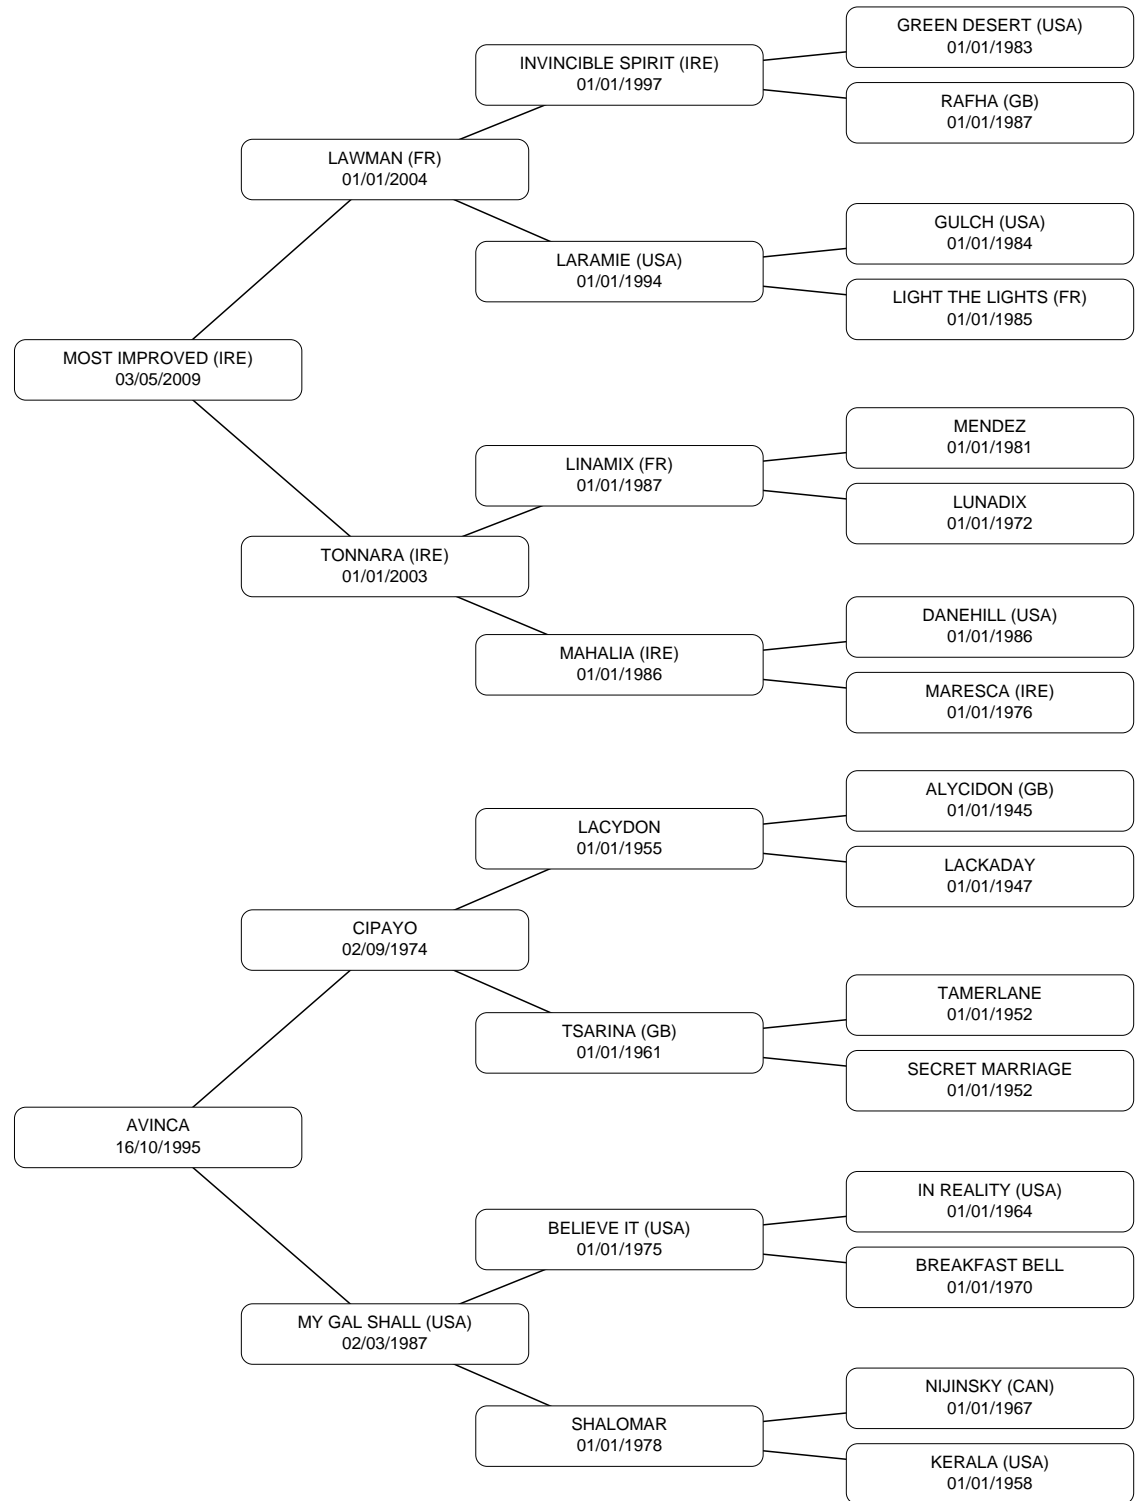 GREEN DESERT (USA)
01/01/1983
INVINCIBLE SPIRIT (IRE)
01/01/1997
RAFHA (GB)
01/01/1987
LAWMAN (FR)
01/01/2004
GULCH (USA)
01/01/1984
LARAMIE (USA)
01/01/1994
LIGHT THE LIGHTS (FR)
01/01/1985
MOST IMPROVED (IRE)
03/05/2009
MENDEZ
01/01/1981
LINAMIX (FR)
01/01/1987
LUNADIX
01/01/1972
TONNARA (IRE)
01/01/2003
DANEHILL (USA)
01/01/1986
MAHALIA (IRE)
01/01/1986
MARESCA (IRE)
01/01/1976
ALYCIDON (GB)
01/01/1945
LACYDON
01/01/1955
LACKADAY
01/01/1947
CIPAYO
02/09/1974
TAMERLANE
01/01/1952
TSARINA (GB)
01/01/1961
SECRET MARRIAGE
01/01/1952
AVINCA
16/10/1995
IN REALITY (USA)
01/01/1964
BELIEVE IT (USA)
01/01/1975
BREAKFAST BELL
01/01/1970
MY GAL SHALL (USA)
02/03/1987
NIJINSKY (CAN)
01/01/1967
SHALOMAR
01/01/1978
KERALA (USA)
01/01/1958